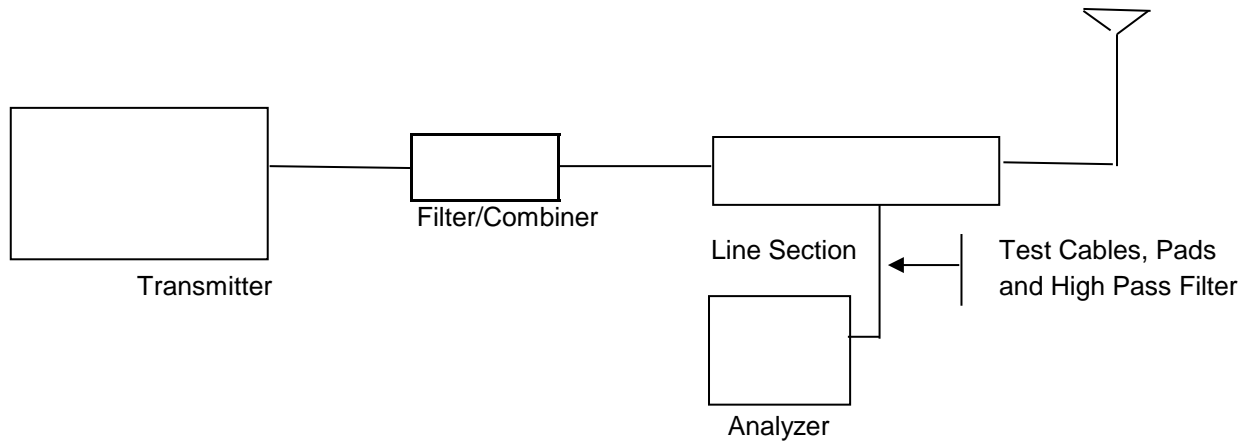 Filter/Combiner
Line Section
Test Cables, Pads
and High Pass Filter
Transmitter
Analyzer